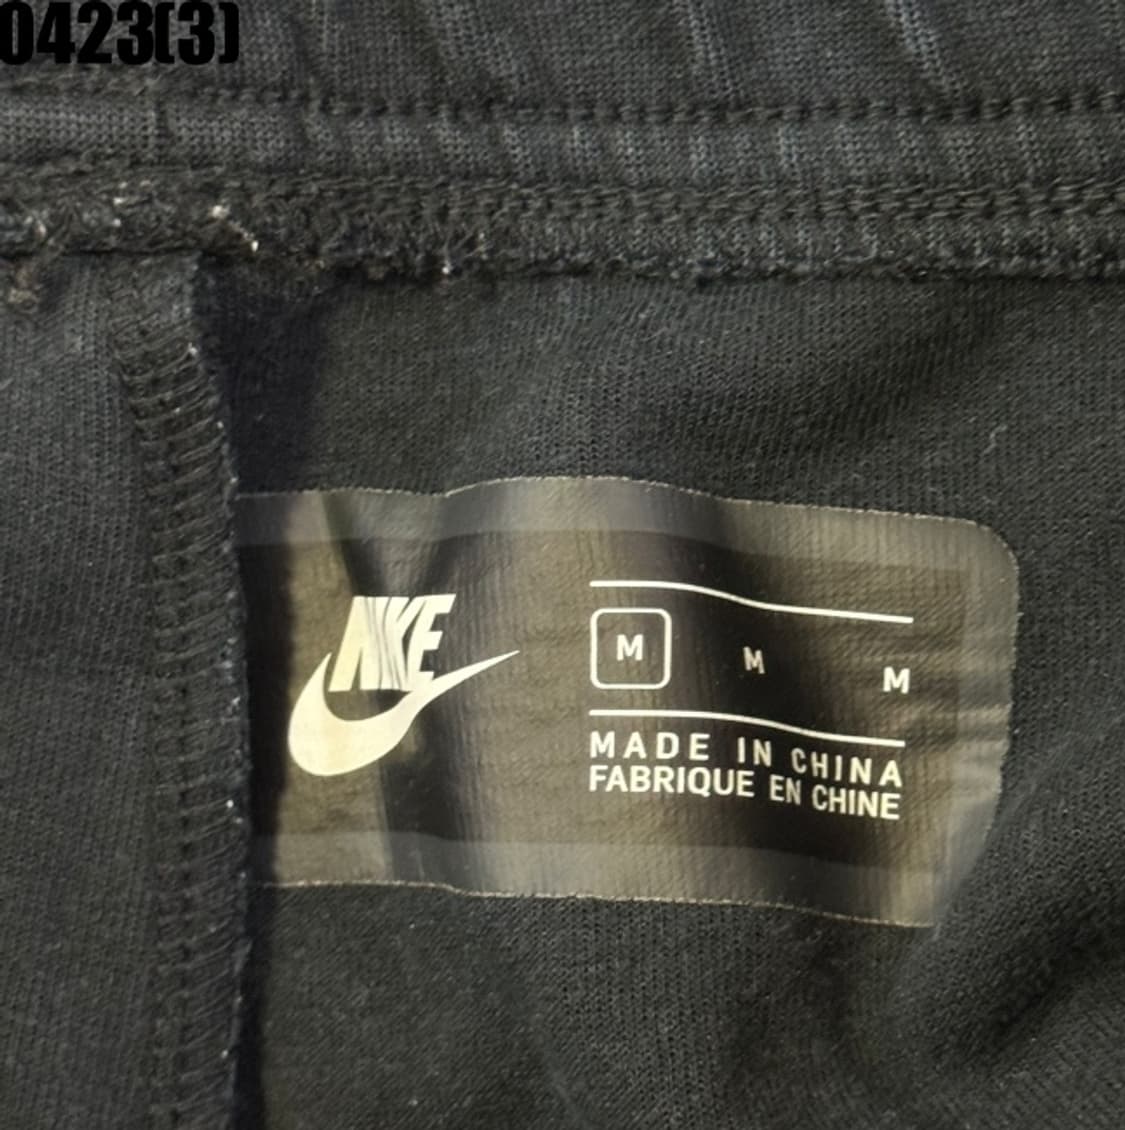 0423(3)
NIKE
M M M
MADE IN CHINA
FABRIQUE EN CHINE